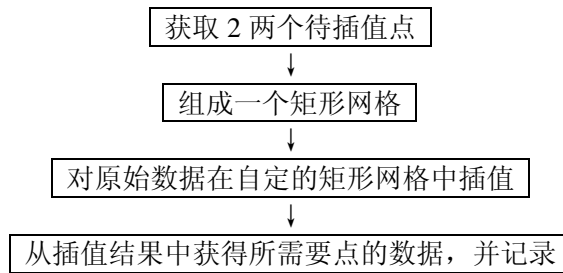 获取 2 两个待插值点
组成一个矩形网格
对原始数据在自定的矩形网格中插值
从插值结果中获得所需要点的数据，并记录